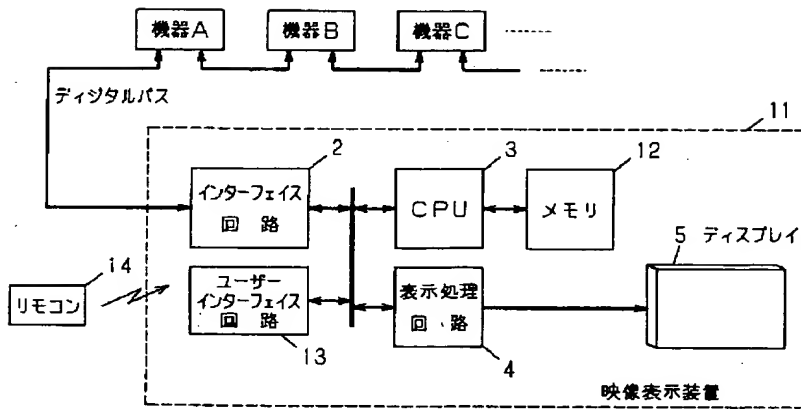 機器A
機器B
機器C
ディジタルバス
11
2
3
12
インターフェイス
回路
CPU
メモリ
5 ディスプレイ
14
リモコン
ユーザー
インターフェイス
回路
13
表示処理
回路
4
映像表示装置